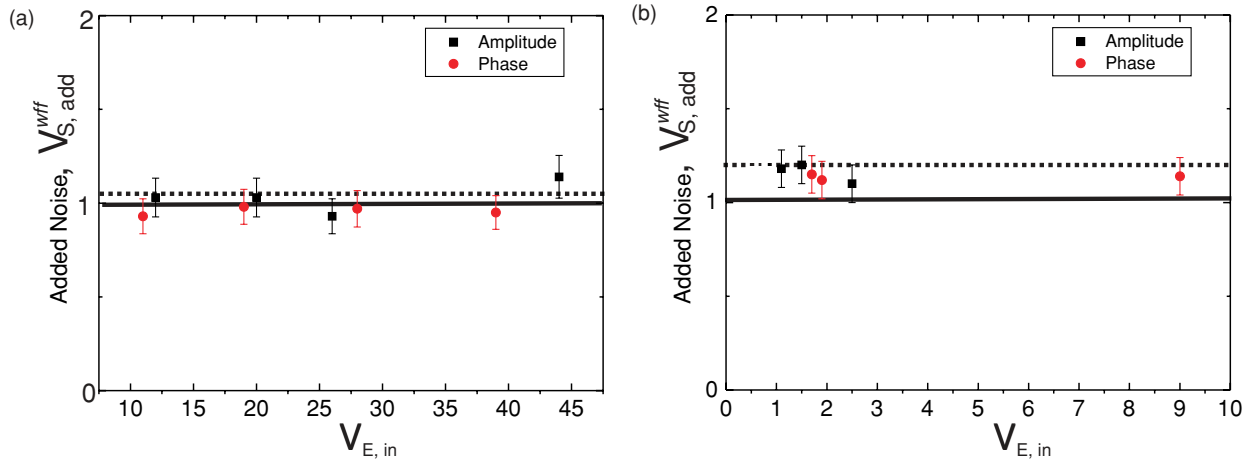 (a)
Added Noise, V_{S, add}^{wff}
2
1
0
Amplitude
Phase
10 15 20 25 30 35 40 45
V_{E, in}
(b)
Added Noise, V_{S, add}^{wff}
2
1
0
Amplitude
Phase
0 1 2 3 4 5 6 7 8 9 10
V_{E, in}